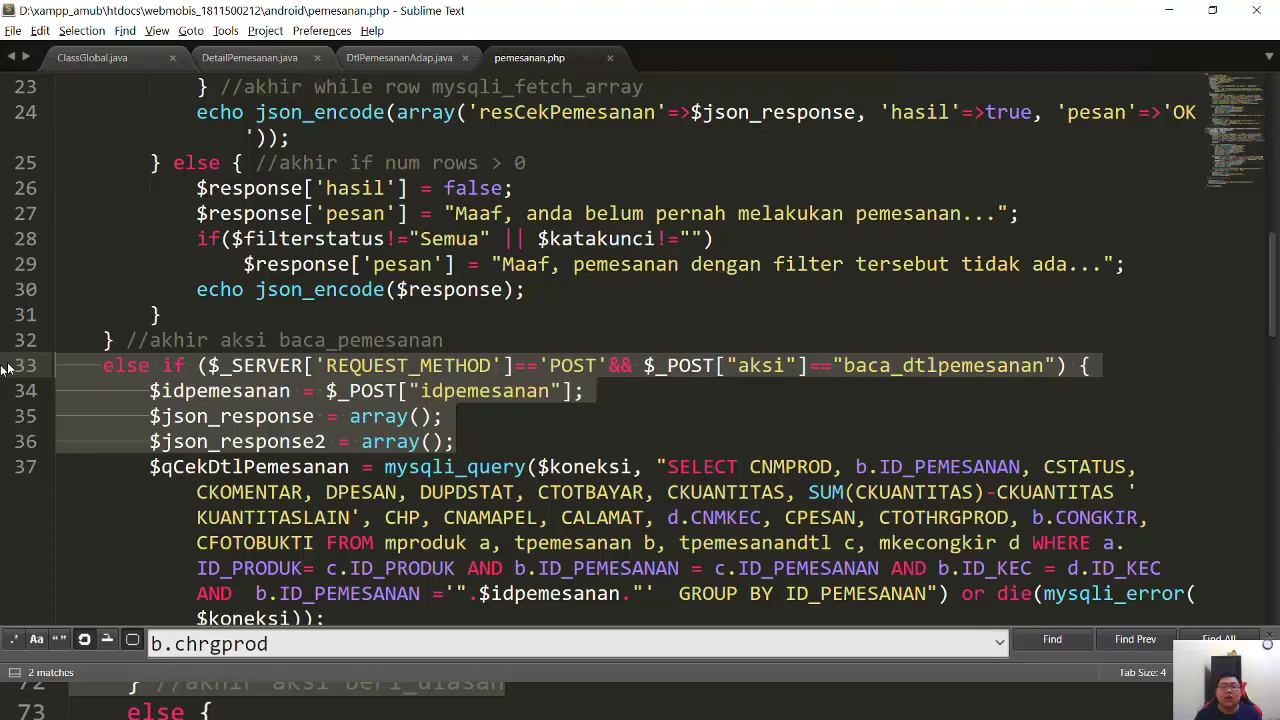 D:\xampp_amub\htdocs\webmobis_1811500212\android\pemesanan.php - Sublime Text
File Edit Selection Find View Goto Tools Project Preferences Help
ClassGlobal.java × DetailPemesanan.java × DtlPemesananAdap.java × pemesanan.php ×
23 } //akhir while row mysqli_fetch_array
24 echo json_encode(array('resCekPemesanan'=>$json_response, 'hasil'=>true, 'pesan'=>'OK
'));
25 } else { //akhir if num rows > 0
26 $response['hasil'] = false;
27 $response['pesan'] = "Maaf, anda belum pernah melakukan pemesanan...";
28 if($filterstatus!="Semua" || $katakunci!="")
29 $response['pesan'] = "Maaf, pemesanan dengan filter tersebut tidak ada...";
30 echo json_encode($response);
31 }
32 } //akhir aksi baca_pemesanan
33 else if ($_SERVER['REQUEST_METHOD']=='POST'&& $_POST["aksi"]=="baca_dtlpemesanan") {
34 $idpemesanan = $_POST["idpemesanan"];
35 $json_response = array();
36 $json_response2 = array();
37 $qCekDtlPemesanan = mysqli_query($koneksi, "SELECT CNMPROD, b.ID_PEMESANAN, CSTATUS,
CKOMENTAR, DPESAN, DUPDSTAT, CTOTBAYAR, CKUANTITAS, SUM(CKUANTITAS)-CKUANTITAS '
KUANTITASLAIN', CHP, CNAMAPEL, CALAMAT, d.CNMKEC, CPESAN, CTOTHRGPROD, b.CONGKIR,
CFOTOBUKTI FROM mproduk a, tpemesanan b, tpemesanandtl c, mkecongkir d WHERE a.
ID_PRODUK= c.ID_PRODUK AND b.ID_PEMESANAN = c.ID_PEMESANAN AND b.ID_KEC = d.ID_KEC
AND b.ID_PEMESANAN ='".$idpemesanan."' GROUP BY ID_PEMESANAN") or die(mysqli_error(
$koneksi));
.* Aa “” b.chrgprod Find Find Prev Find All
2 matches Tab Size: 4
72 } //akhir aksi beri_ulasan
73 else {